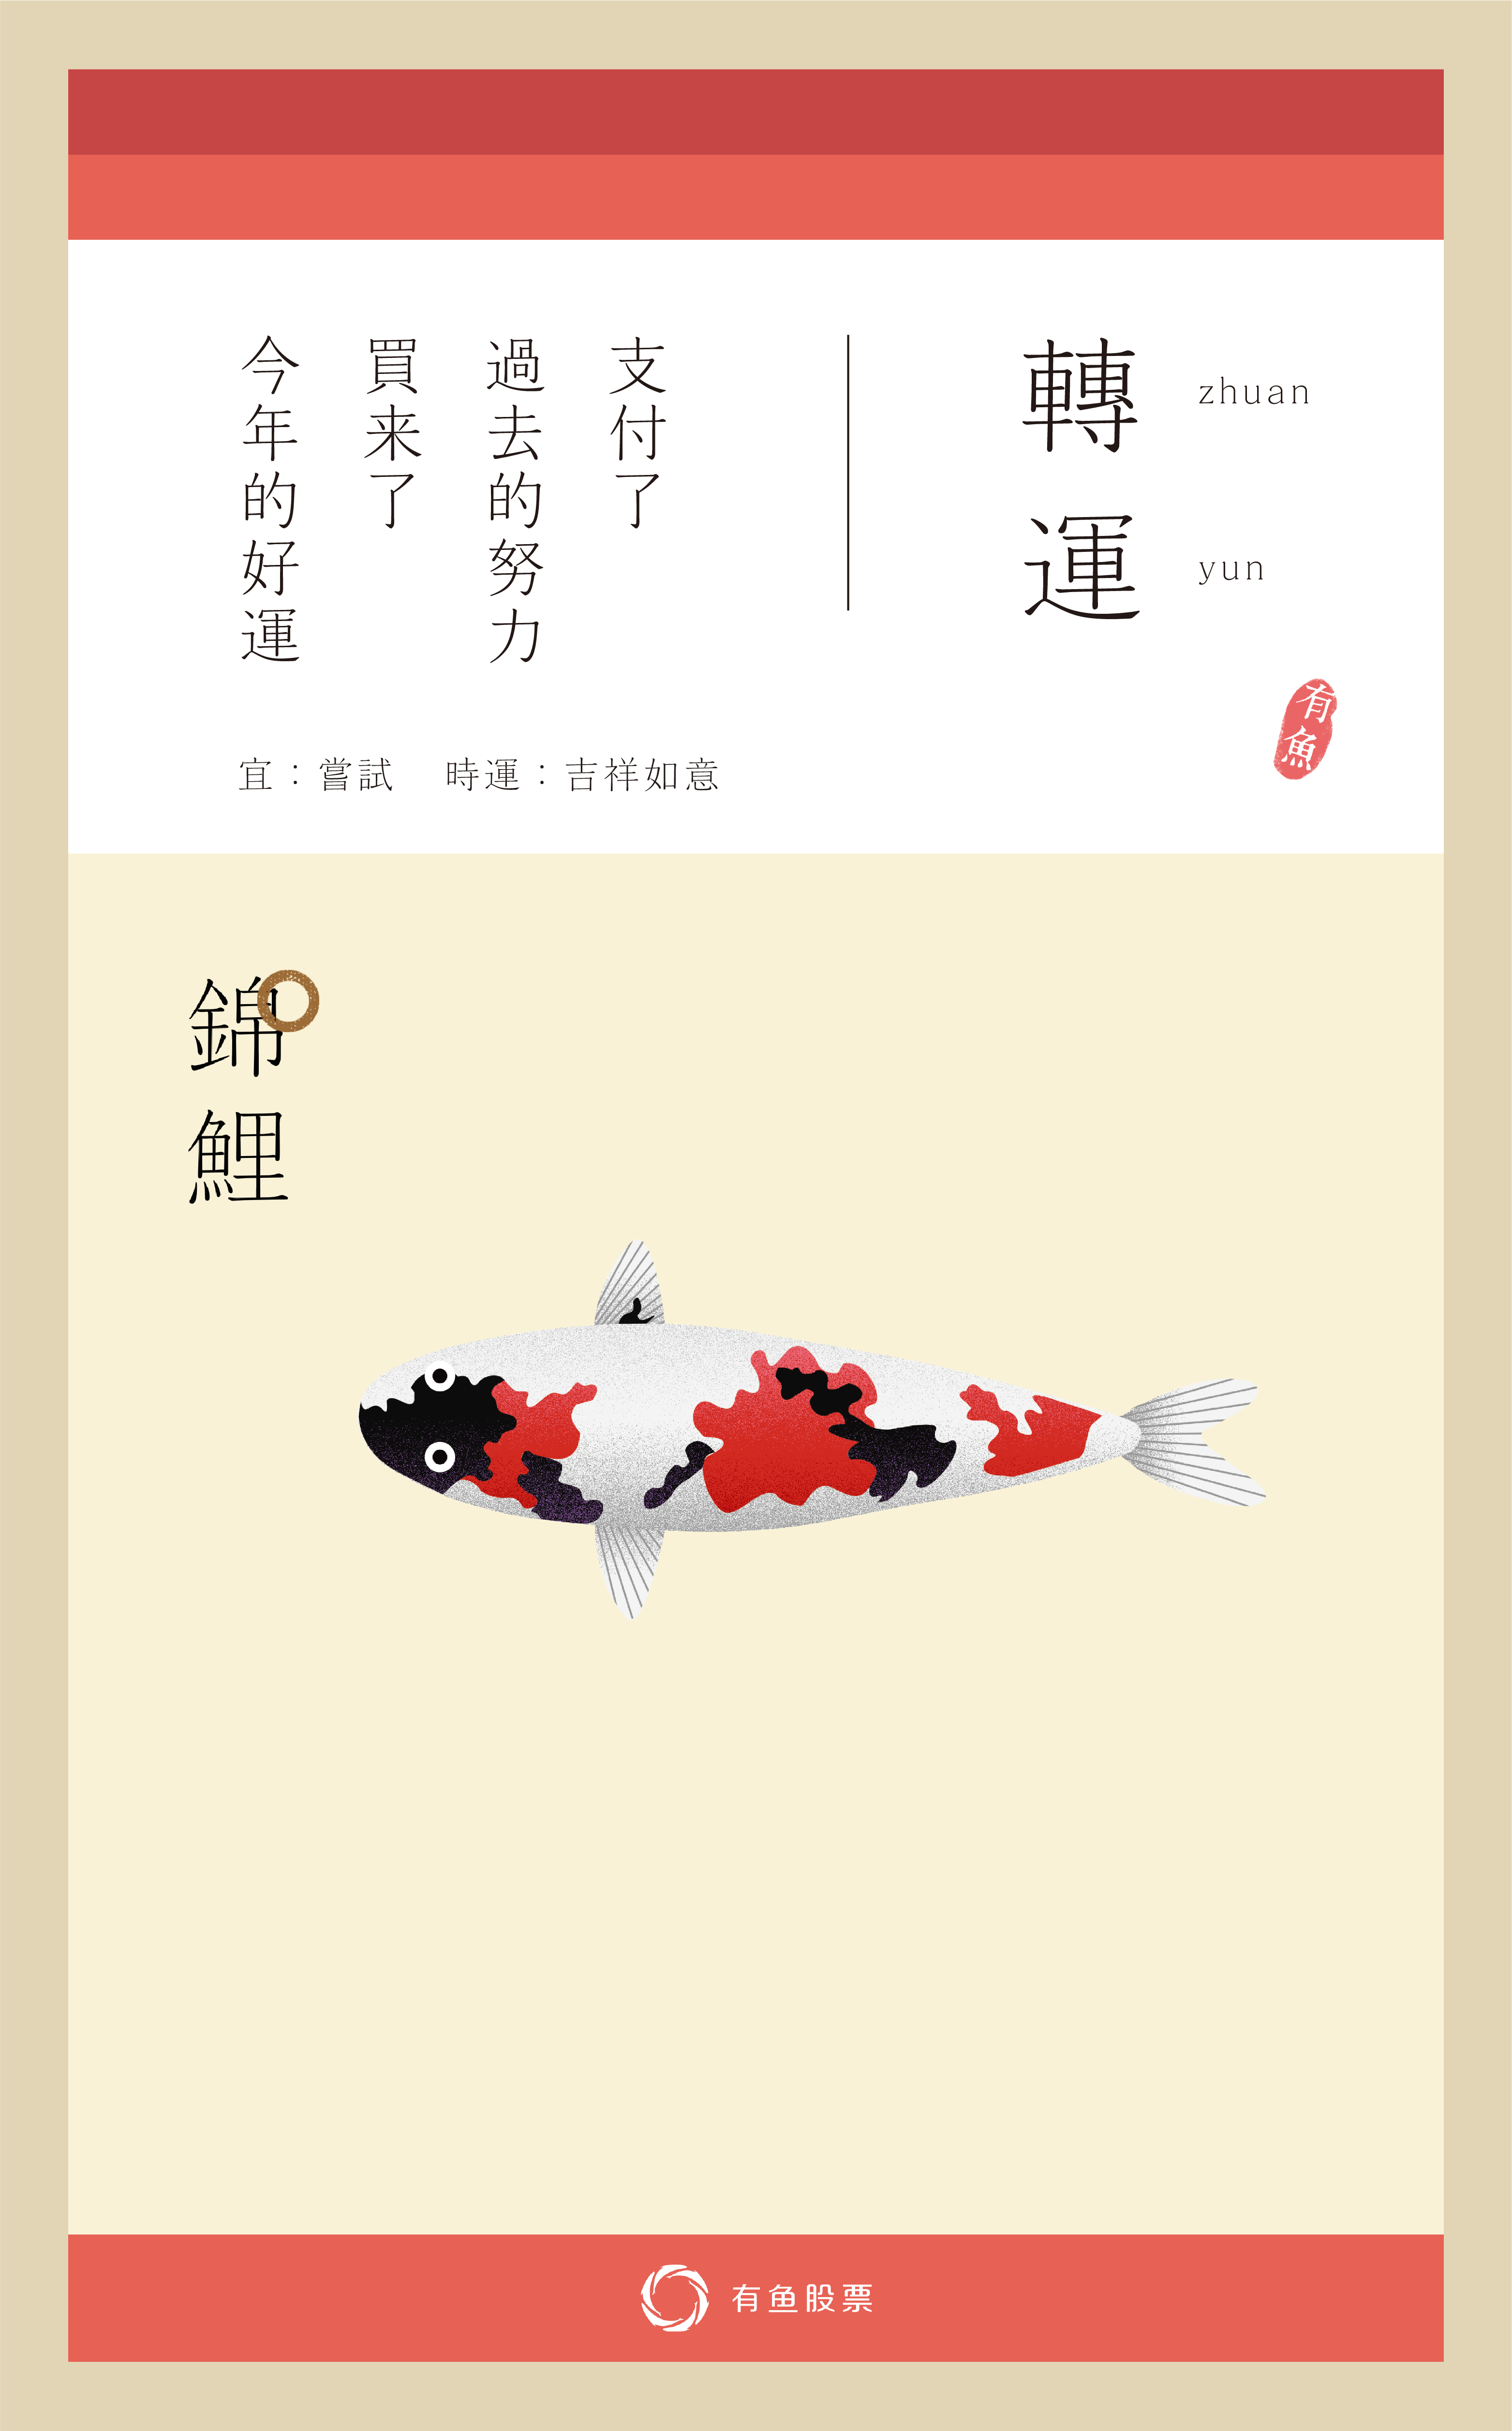 轉運
zhuan
yun
支付了
過去的努力
買来了
今年的好運
有魚
宜：嘗試　時運：吉祥如意
錦鯉
有鱼股票